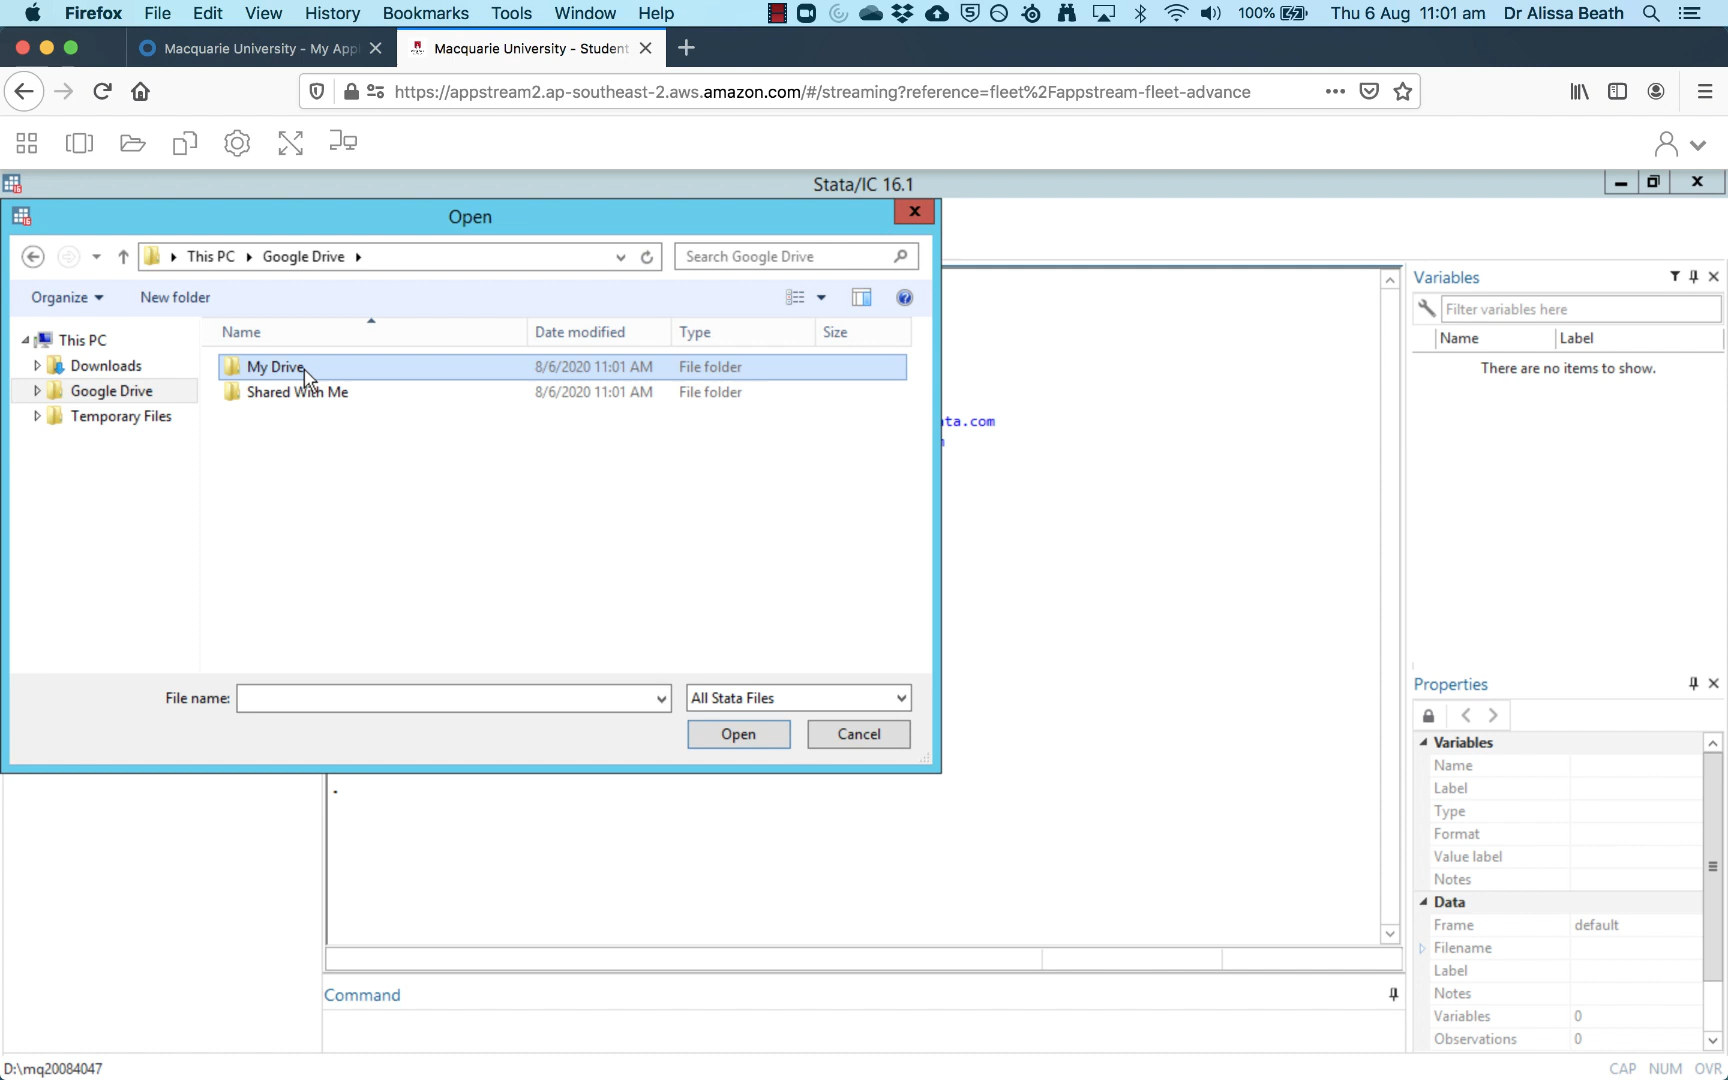 Firefox File Edit View History Bookmarks Tools Window Help 100% Thu 6 Aug 11:01 am Dr Alissa Beath
Macquarie University - My Appl
Macquarie University - Student
https://appstream2.ap-southeast-2.aws.amazon.com/#/streaming?reference=fleet%2Fappstream-fleet-advance
Stata/IC 16.1
Open
This PC Google Drive
Search Google Drive
Organize New folder
Name Date modified Type Size
This PC
Downloads
Google Drive
Temporary Files
My Drive 8/6/2020 11:01 AM File folder
Shared With Me 8/6/2020 11:01 AM File folder
File name:
All Stata Files
Open Cancel
ata.com
.
Command
Variables
Filter variables here
Name Label
There are no items to show.
Properties
Variables
Name
Label
Type
Format
Value label
Notes
Data
Frame default
Filename
Label
Notes
Variables 0
Observations 0
D:\mq20084047
CAP NUM OVR